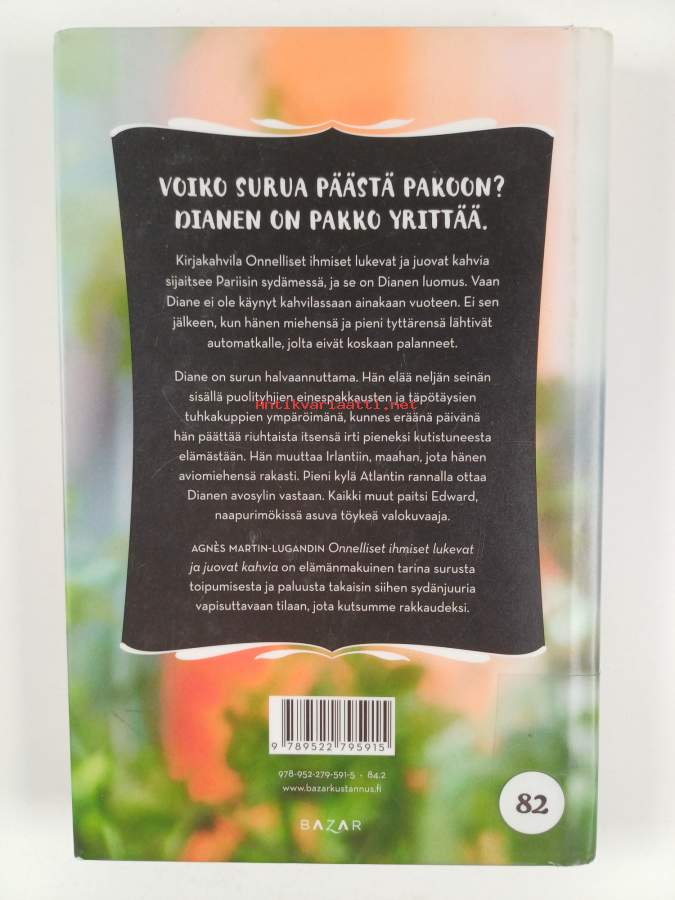 VOIKO SURUA PÄÄSTÄ PAKOON?
DIANEN ON PAKKO YRITTÄÄ.
Kirjakahvila Onnelliset ihmiset lukevat ja juovat kahvia
sijaitsee Pariisin sydämessä, ja se on Dianen luomus. Vaan
Diane ei ole käynyt kahvilassaan ainakaan vuoteen. Ei sen
jälkeen, kun hänen miehensä ja pieni tyttärensä lähtivät
automatkalle, jolta eivät koskaan palanneet.
Diane on surun halvaannuttama. Hän elää neljän seinän
sisällä puolityhjien einespakkausten ja täpötäysien
Antikvariaatti.net
tuhkakuppien ympäröimänä, kunnes eräänä päivänä
hän päättää riuhtaista itsensä irti pieneksi kutistuneesta
elämästään. Hän muuttaa Irlantiin, maahan, jota hänen
aviomiehensä rakasti. Pieni kylä Atlantin rannalla ottaa
Dianen avosylin vastaan. Kaikki muut paitsi Edward,
naapurimökissä asuva töykeä valokuvaaja.
AGNÈS MARTIN-LUGANDIN Onnelliset ihmiset lukevat
ja juovat kahvia on elämänmakuinen tarina surusta
toipumisesta ja paluusta takaisin siihen sydänjuuria
vapisuttavaan tilaan, jota kutsumme rakkaudeksi.
9 789522 795915
978-952-279-591-5 · 84.2
www.bazarkustannus.fi
82
BAZAR